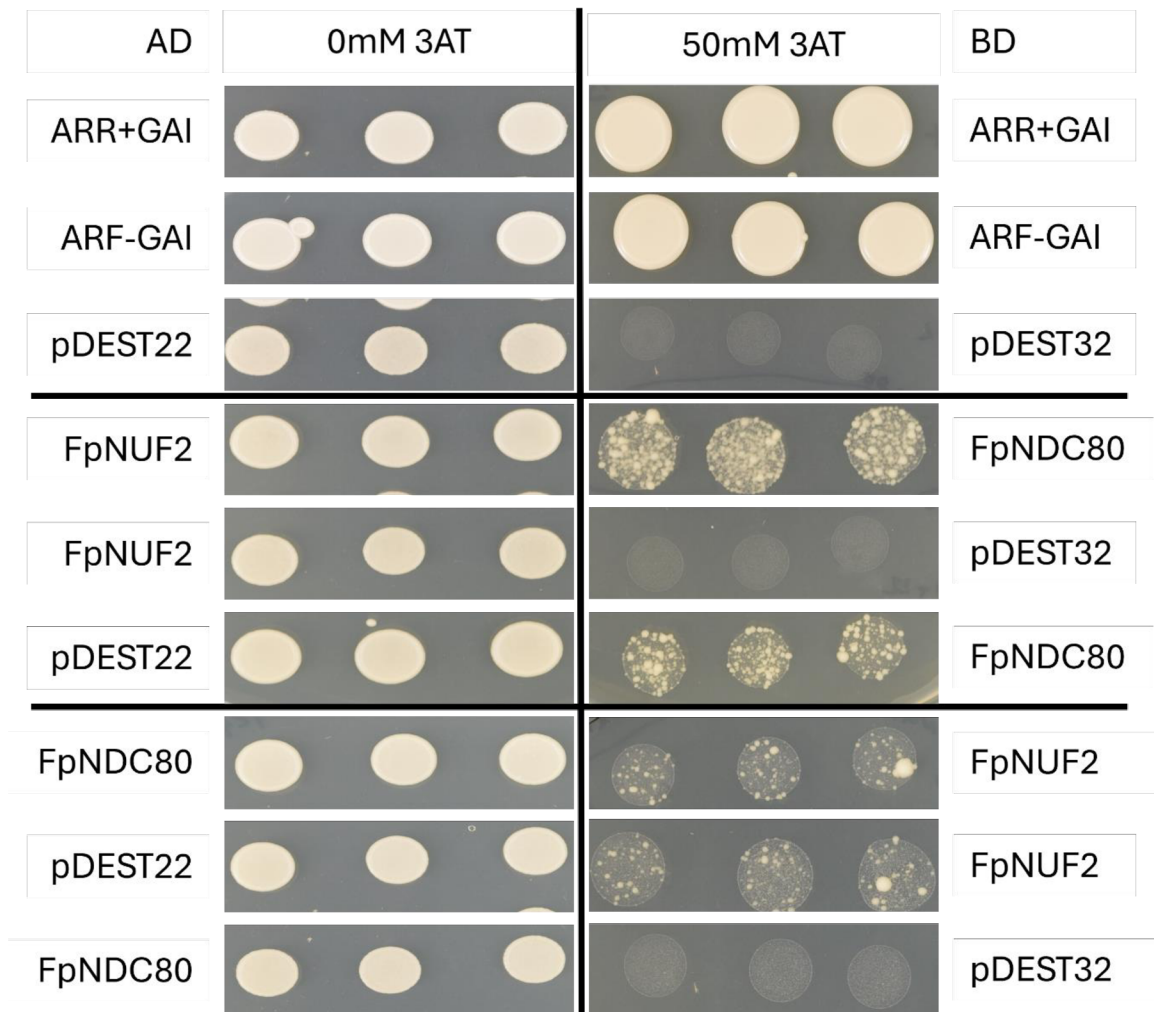 AD 0mM 3AT 50mM 3AT BD
ARR+GAI ARR+GAI
ARF-GAI ARF-GAI
pDEST22 pDEST32
FpNUF2 FpNDC80
FpNUF2 pDEST32
pDEST22 FpNDC80
FpNDC80 FpNUF2
pDEST22 FpNUF2
FpNDC80 pDEST32